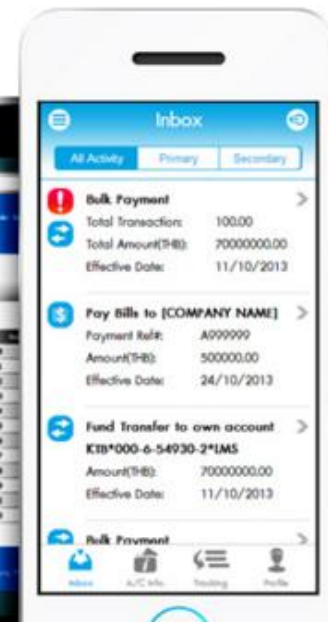 Inbox
All Activity Primary Secondary
Bulk Payment
Total Transaction: 100.00
Total Amount(THB): 70000000.00
Effective Date: 11/10/2013
Pay Bills to [COMPANY NAME]
Payment Ref#: A999999
Amount(THB): 500000.00
Effective Date: 24/10/2013
Fund Transfer to own account
KTB*000-6-54930-2*LMS
Amount(THB): 70000000.00
Effective Date: 11/10/2013
Bulk Payment
Inbox A/C Info Tracking Profile